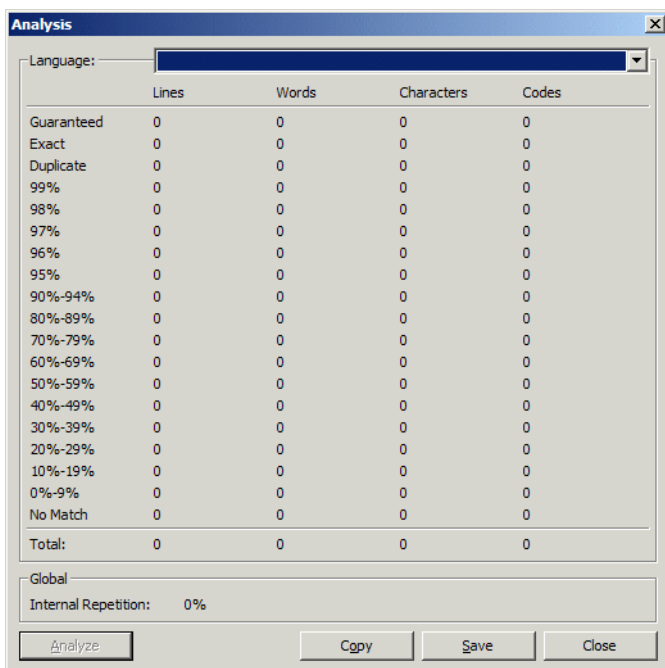 Analysis
Language:
Lines Words Characters Codes
Guaranteed 0 0 0 0
Exact 0 0 0 0
Duplicate 0 0 0 0
99% 0 0 0 0
98% 0 0 0 0
97% 0 0 0 0
96% 0 0 0 0
95% 0 0 0 0
90%-94% 0 0 0 0
80%-89% 0 0 0 0
70%-79% 0 0 0 0
60%-69% 0 0 0 0
50%-59% 0 0 0 0
40%-49% 0 0 0 0
30%-39% 0 0 0 0
20%-29% 0 0 0 0
10%-19% 0 0 0 0
0%-9% 0 0 0 0
No Match 0 0 0 0
Total: 0 0 0 0
Global
Internal Repetition: 0%
Analyze Copy Save Close